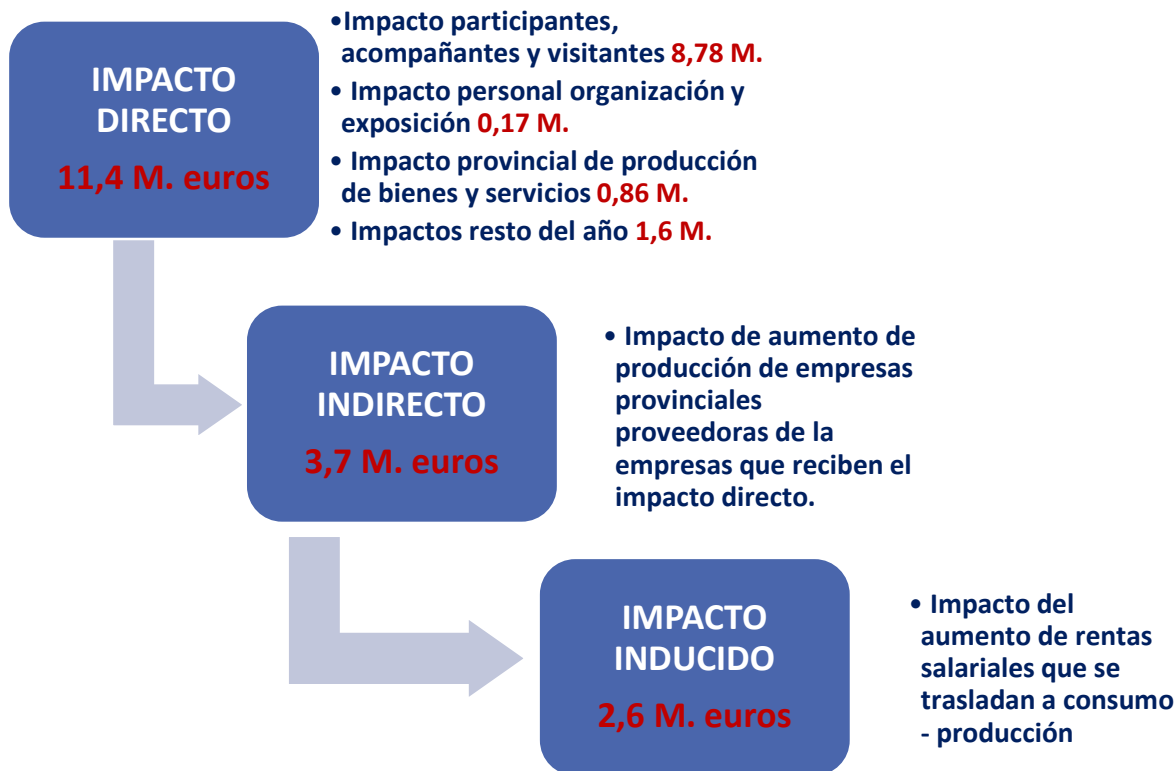 IMPACTO
DIRECTO
11,4 M. euros
•Impacto participantes,
acompañantes y visitantes 8,78 M.
• Impacto personal organización y
exposición 0,17 M.
• Impacto provincial de producción
de bienes y servicios 0,86 M.
• Impactos resto del año 1,6 M.
IMPACTO
INDIRECTO
3,7 M. euros
• Impacto de aumento de
producción de empresas
provinciales
proveedoras de la
empresas que reciben el
impacto directo.
IMPACTO
INDUCIDO
2,6 M. euros
• Impacto del
aumento de rentas
salariales que se
trasladan a consumo
- producción